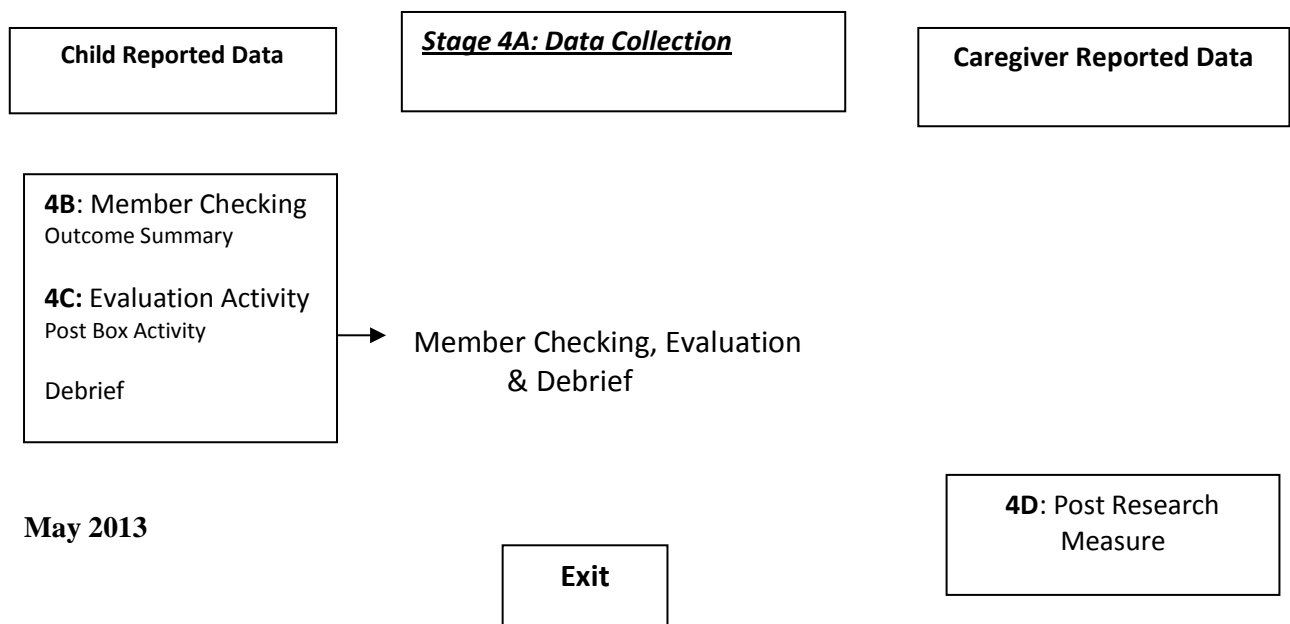 Child Reported Data
Stage 4A: Data Collection
Caregiver Reported Data
4B: Member Checking
Outcome Summary
4C: Evaluation Activity
Post Box Activity
Debrief
Member Checking, Evaluation
& Debrief
May 2013
4D: Post Research
Measure
Exit